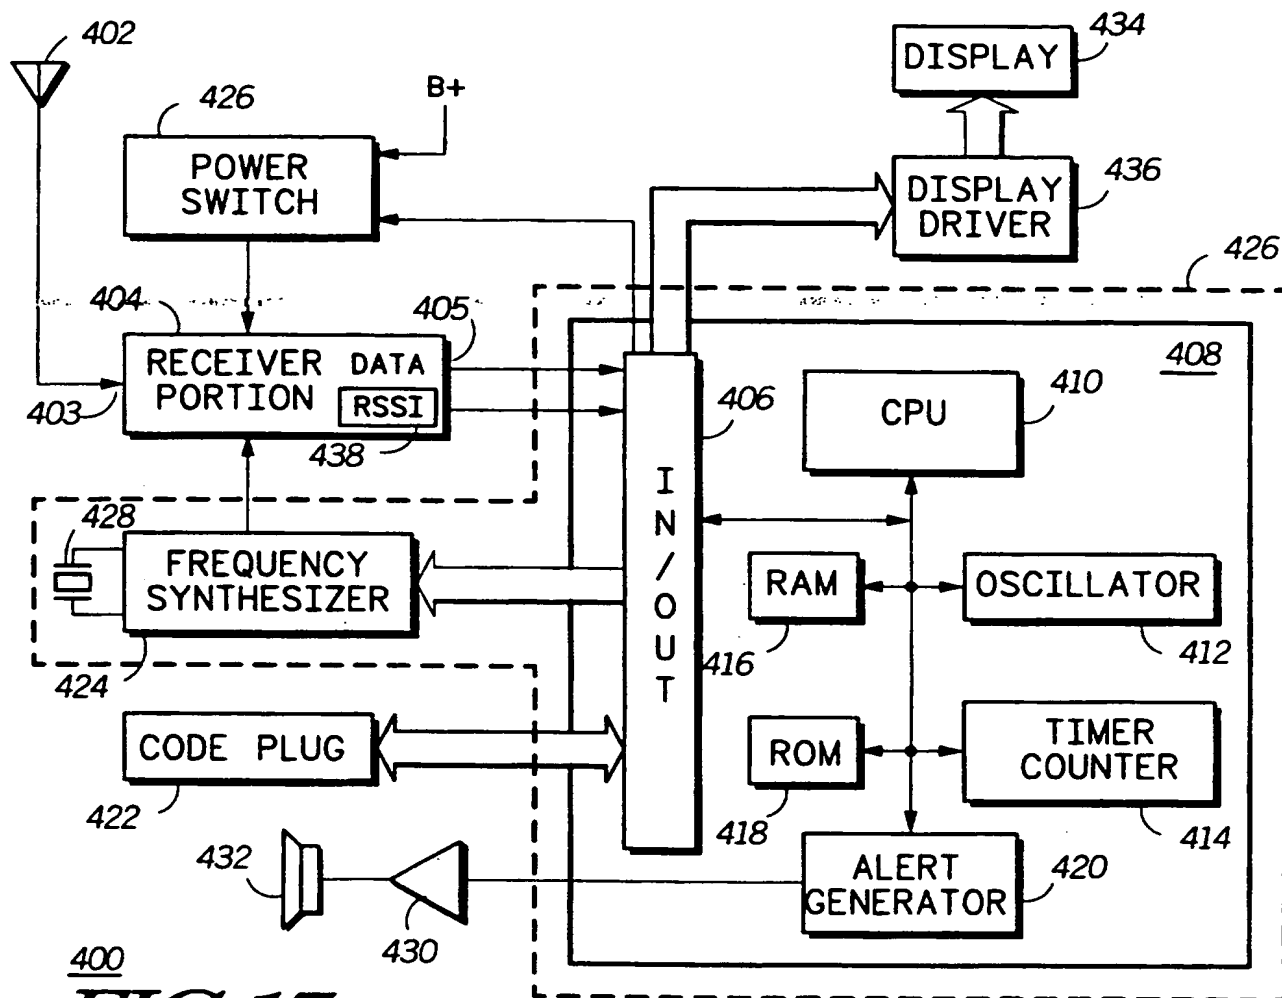 402
426
B+
POWER
SWITCH
434
DISPLAY
436
DISPLAY
DRIVER
426
404
405
RECEIVER
PORTION
DATA
RSSI
403
438
408
406
410
CPU
IN/OUT
428
FREQUENCY
SYNTHESIZER
424
RAM
416
OSCILLATOR
412
CODE PLUG
422
ROM
418
TIMER
COUNTER
414
432
430
ALERT
GENERATOR
420
400